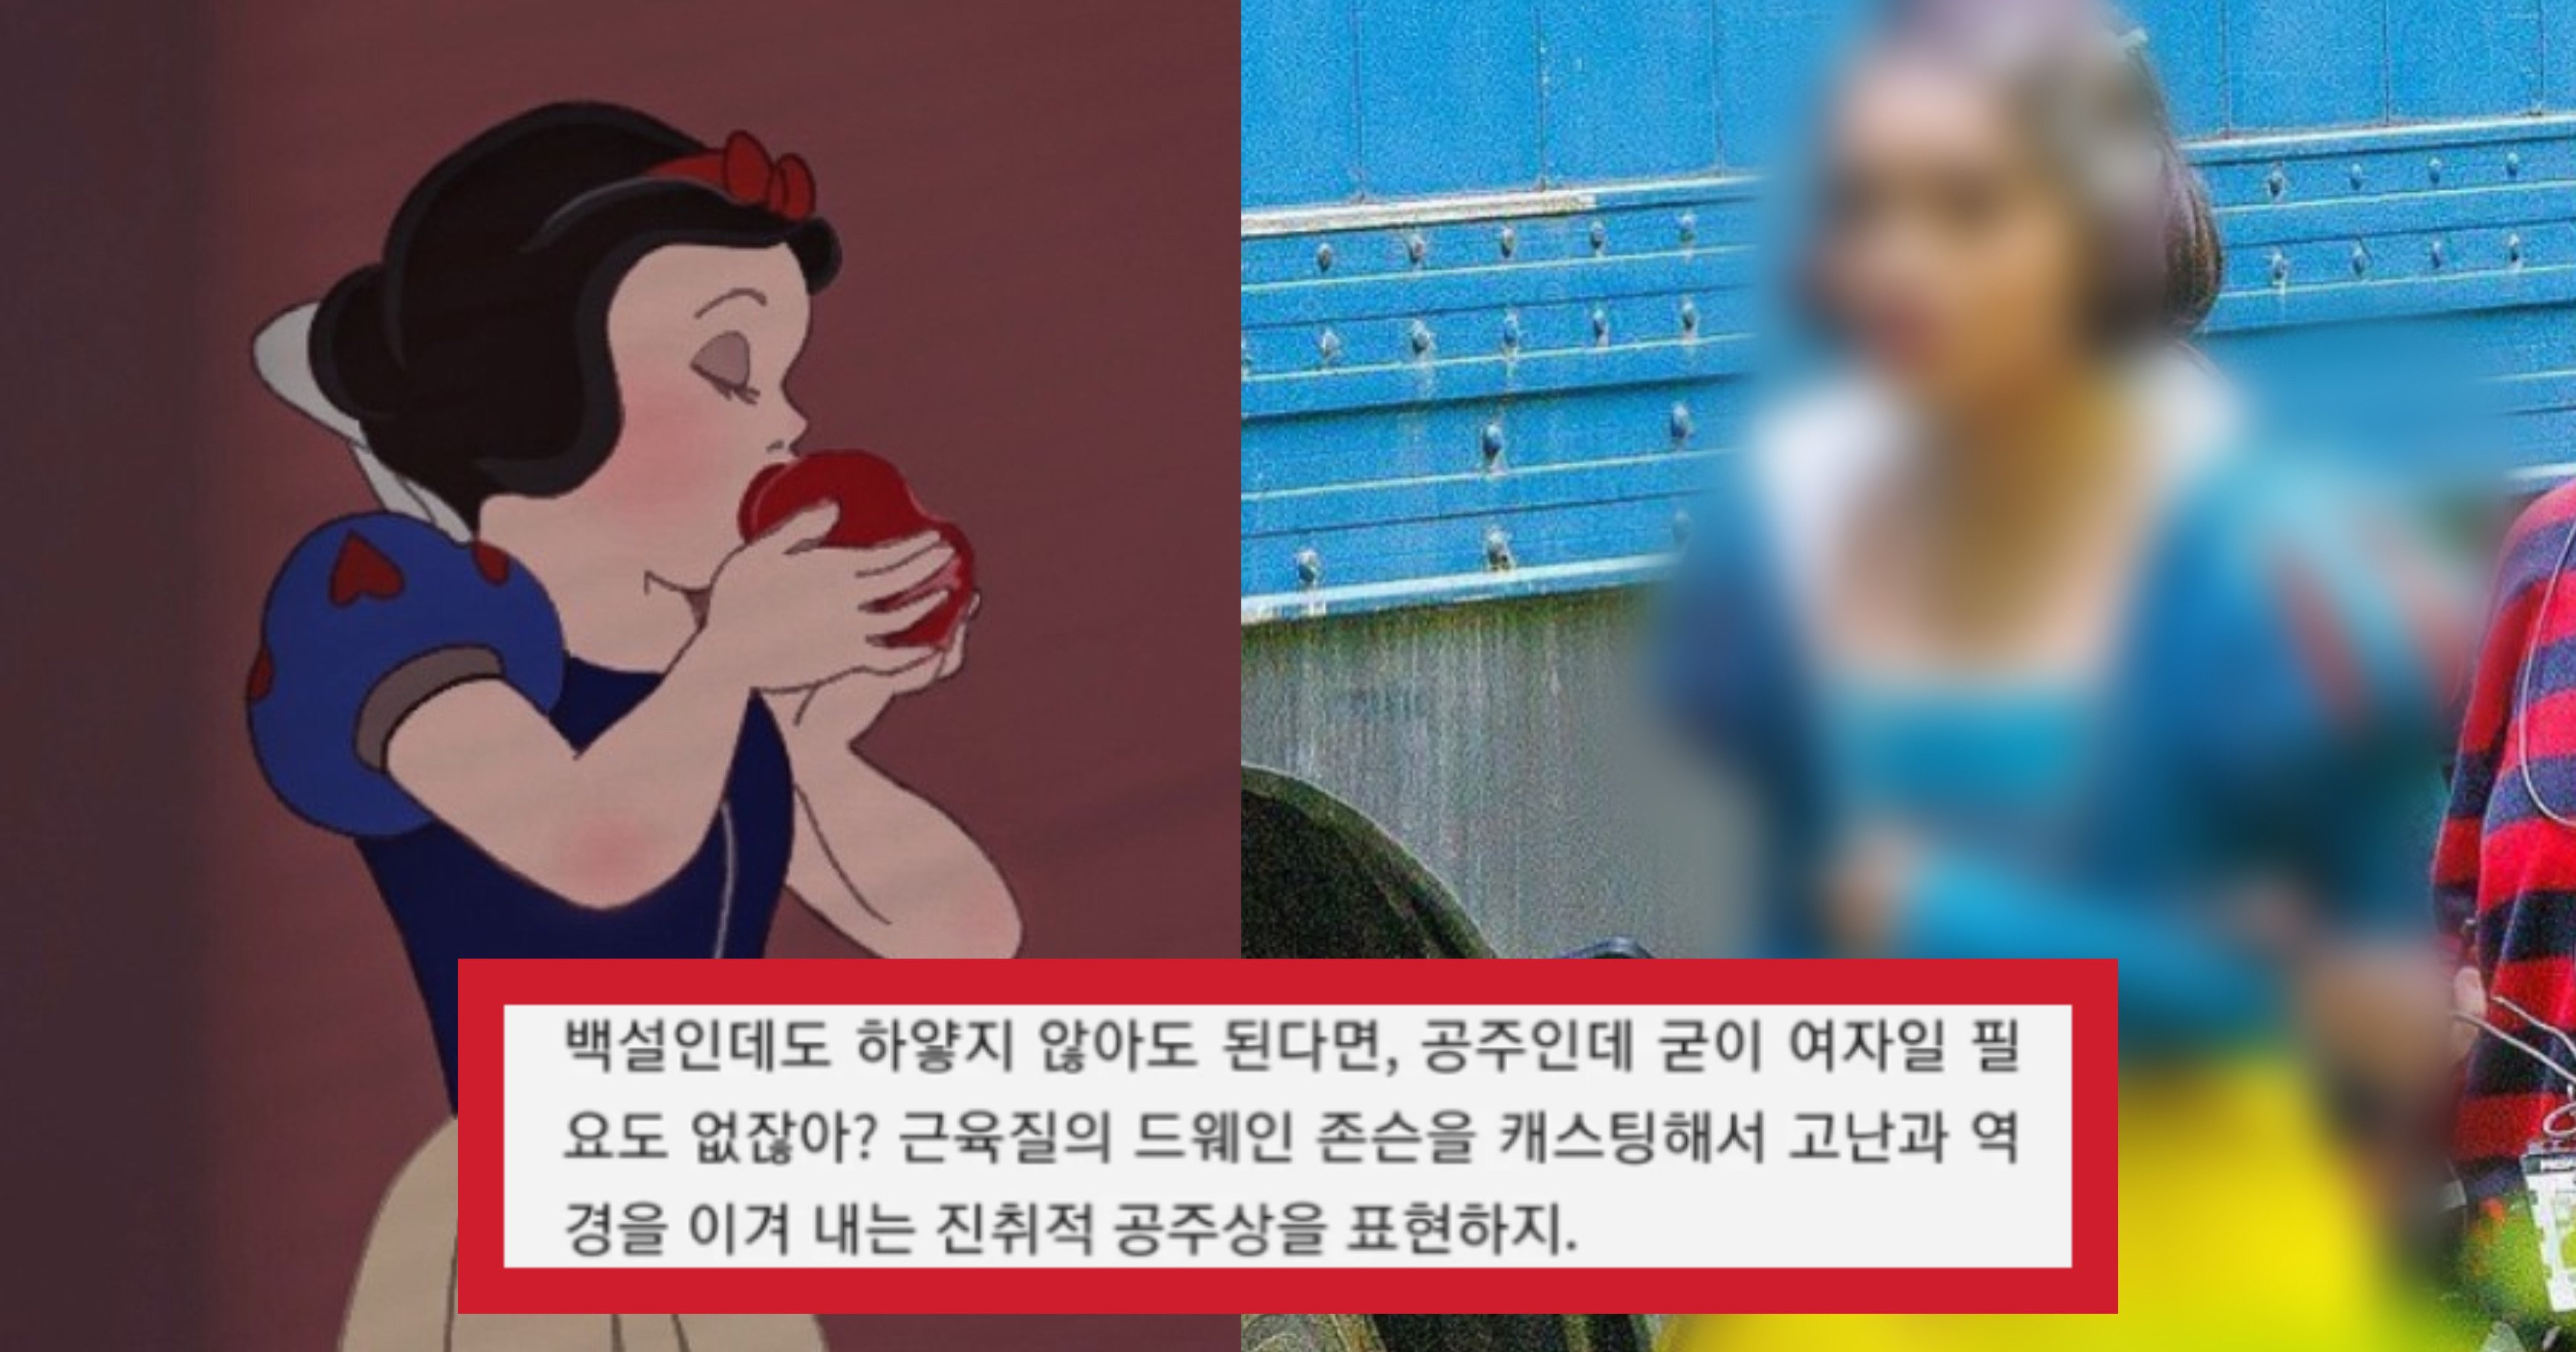 백설인데도 하얗지 않아도 된다면, 공주인데 굳이 여자일 필
요도 없잖아? 근육질의 드웨인 존슨을 캐스팅해서 고난과 역
경을 이겨 내는 진취적 공주상을 표현하지.